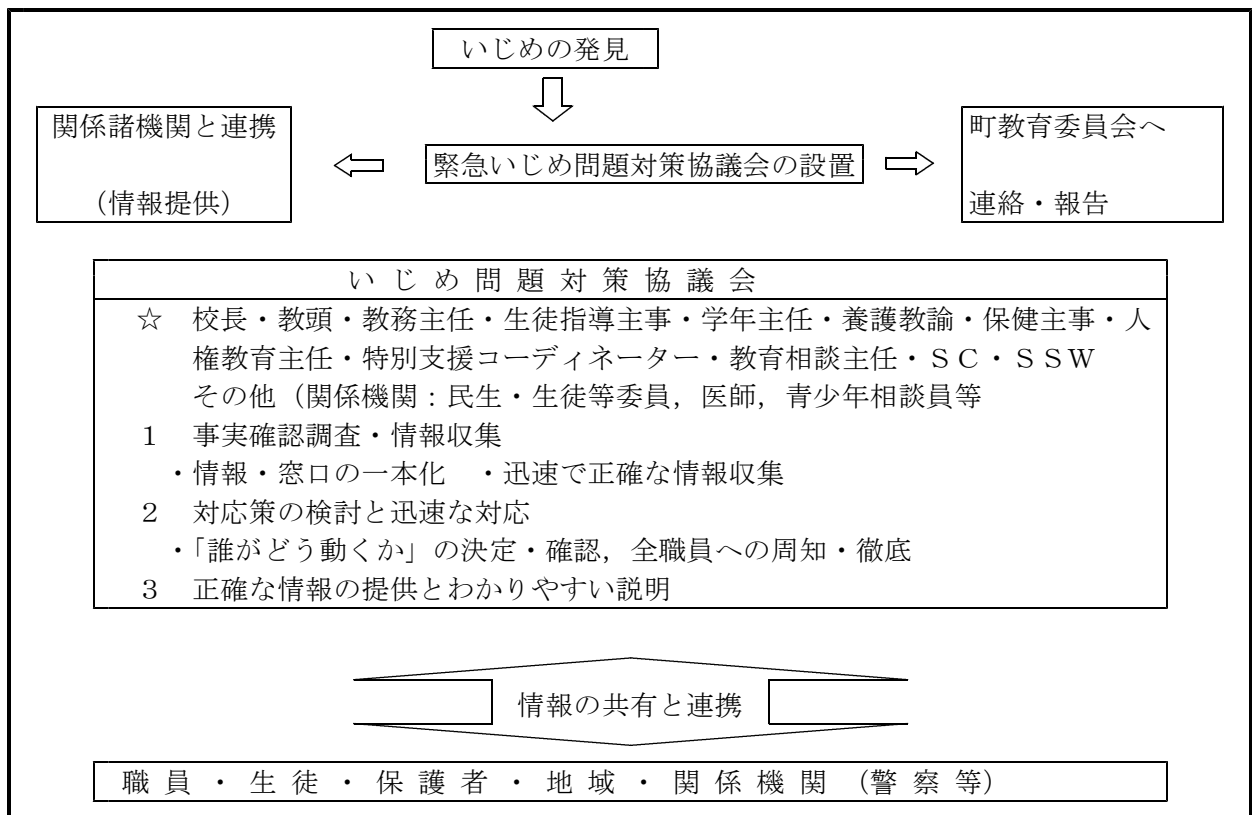 いじめの発見
関係諸機関と連携
(情報提供)
緊急いじめ問題対策協議会の設置
町教育委員会へ
連絡・報告
いじめ問題対策協議会
☆ 校長・教頭・教務主任・生徒指導主事・学年主任・養護教諭・保健主事・人
権教育主任・特別支援コーディネーター・教育相談主任・SC・SSW
その他(関係機関:民生・生徒等委員,医師,青少年相談員等
1 事実確認調査・情報収集
・情報・窓口の一本化 ・迅速で正確な情報収集
2 対応策の検討と迅速な対応
・「誰がどう動くか」の決定・確認,全職員への周知・徹底
3 正確な情報の提供とわかりやすい説明
情報の共有と連携
職員・生徒・保護者・地域・関係機関(警察等)